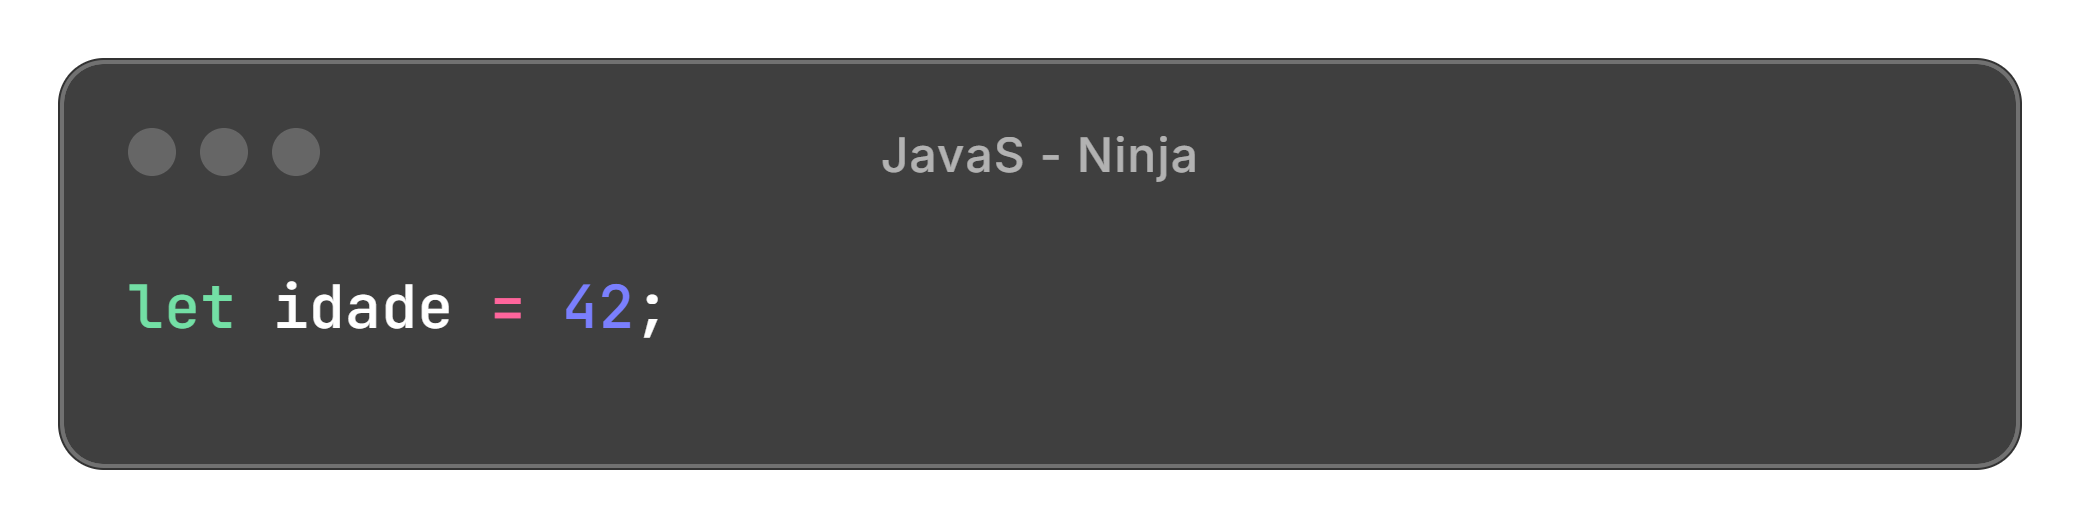 JavaS - Ninja
let idade = 42;